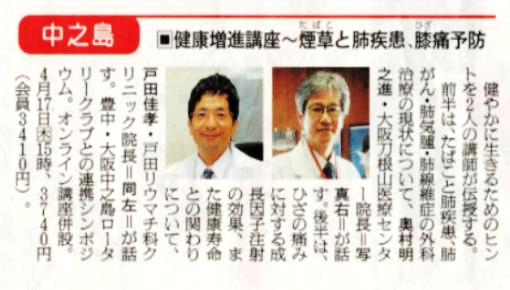 中之島
■健康増進講座～煙草と肺疾患、膝痛予防
たばこ
ひざ
健やかに生きるためのヒン
トを2人の講師が伝授する。
前半は、たばこと肺疾患、肺
がん・肺気腫・肺線維症の外科
治療の現状について、奥村明
之進・大阪刀根山医療センタ
ー院長＝写
真右＝が話
す。後半は、
ひざの痛み
に対する成
長因子注射
の効果、ま
た健康寿命
との関わり
について、
戸田佳孝・戸田リウマチ科ク
リニック院長＝同左＝が話
す。豊中・大阪中之島ロータ
リークラブとの連携シンポジ
ウム。オンライン講座併設。
4月17日㈭15時、3740円
（会員3410円）。